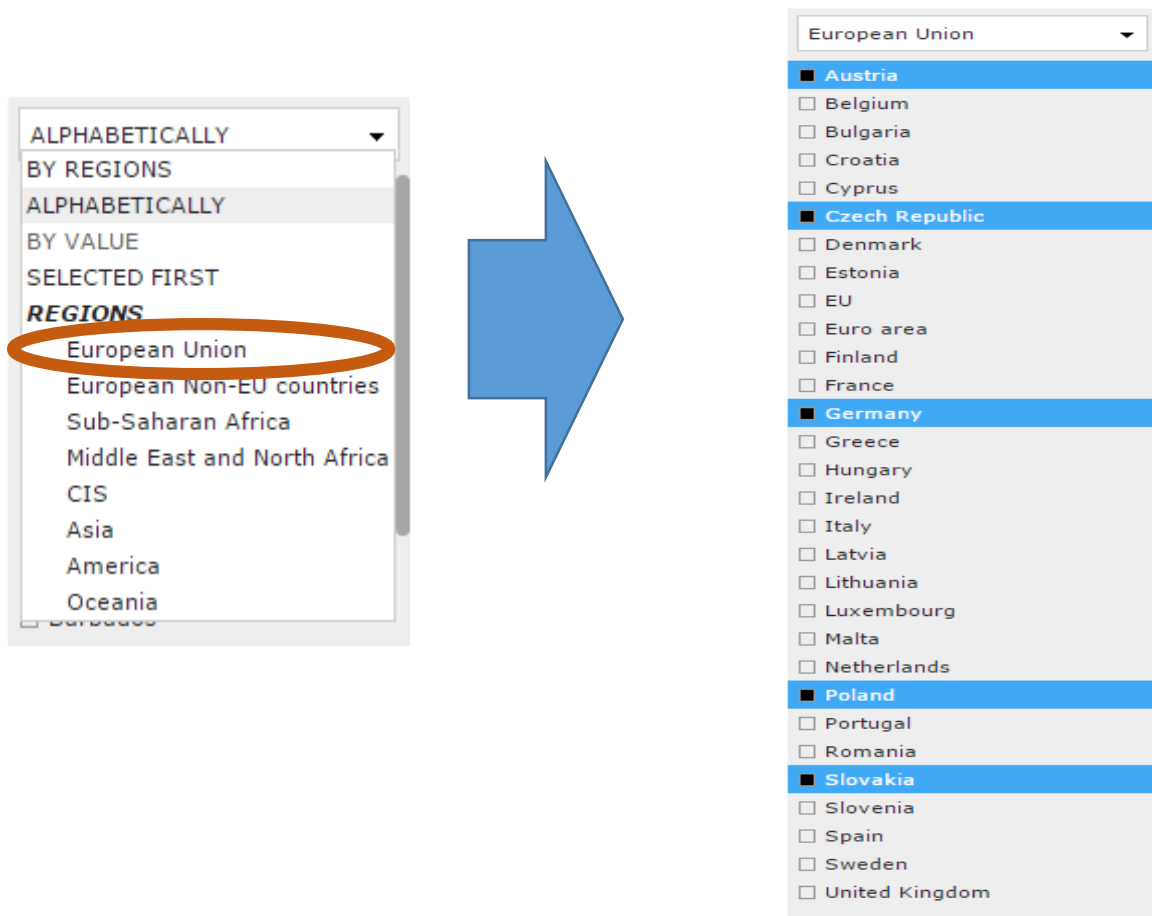 ALPHABETICALLY
BY REGIONS
ALPHABETICALLY
BY VALUE
SELECTED FIRST
REGIONS
European Union
European Non-EU countries
Sub-Saharan Africa
Middle East and North Africa
CIS
Asia
America
Oceania
European Union
Austria
Belgium
Bulgaria
Croatia
Cyprus
Czech Republic
Denmark
Estonia
EU
Euro area
Finland
France
Germany
Greece
Hungary
Ireland
Italy
Latvia
Lithuania
Luxembourg
Malta
Netherlands
Poland
Portugal
Romania
Slovakia
Slovenia
Spain
Sweden
United Kingdom